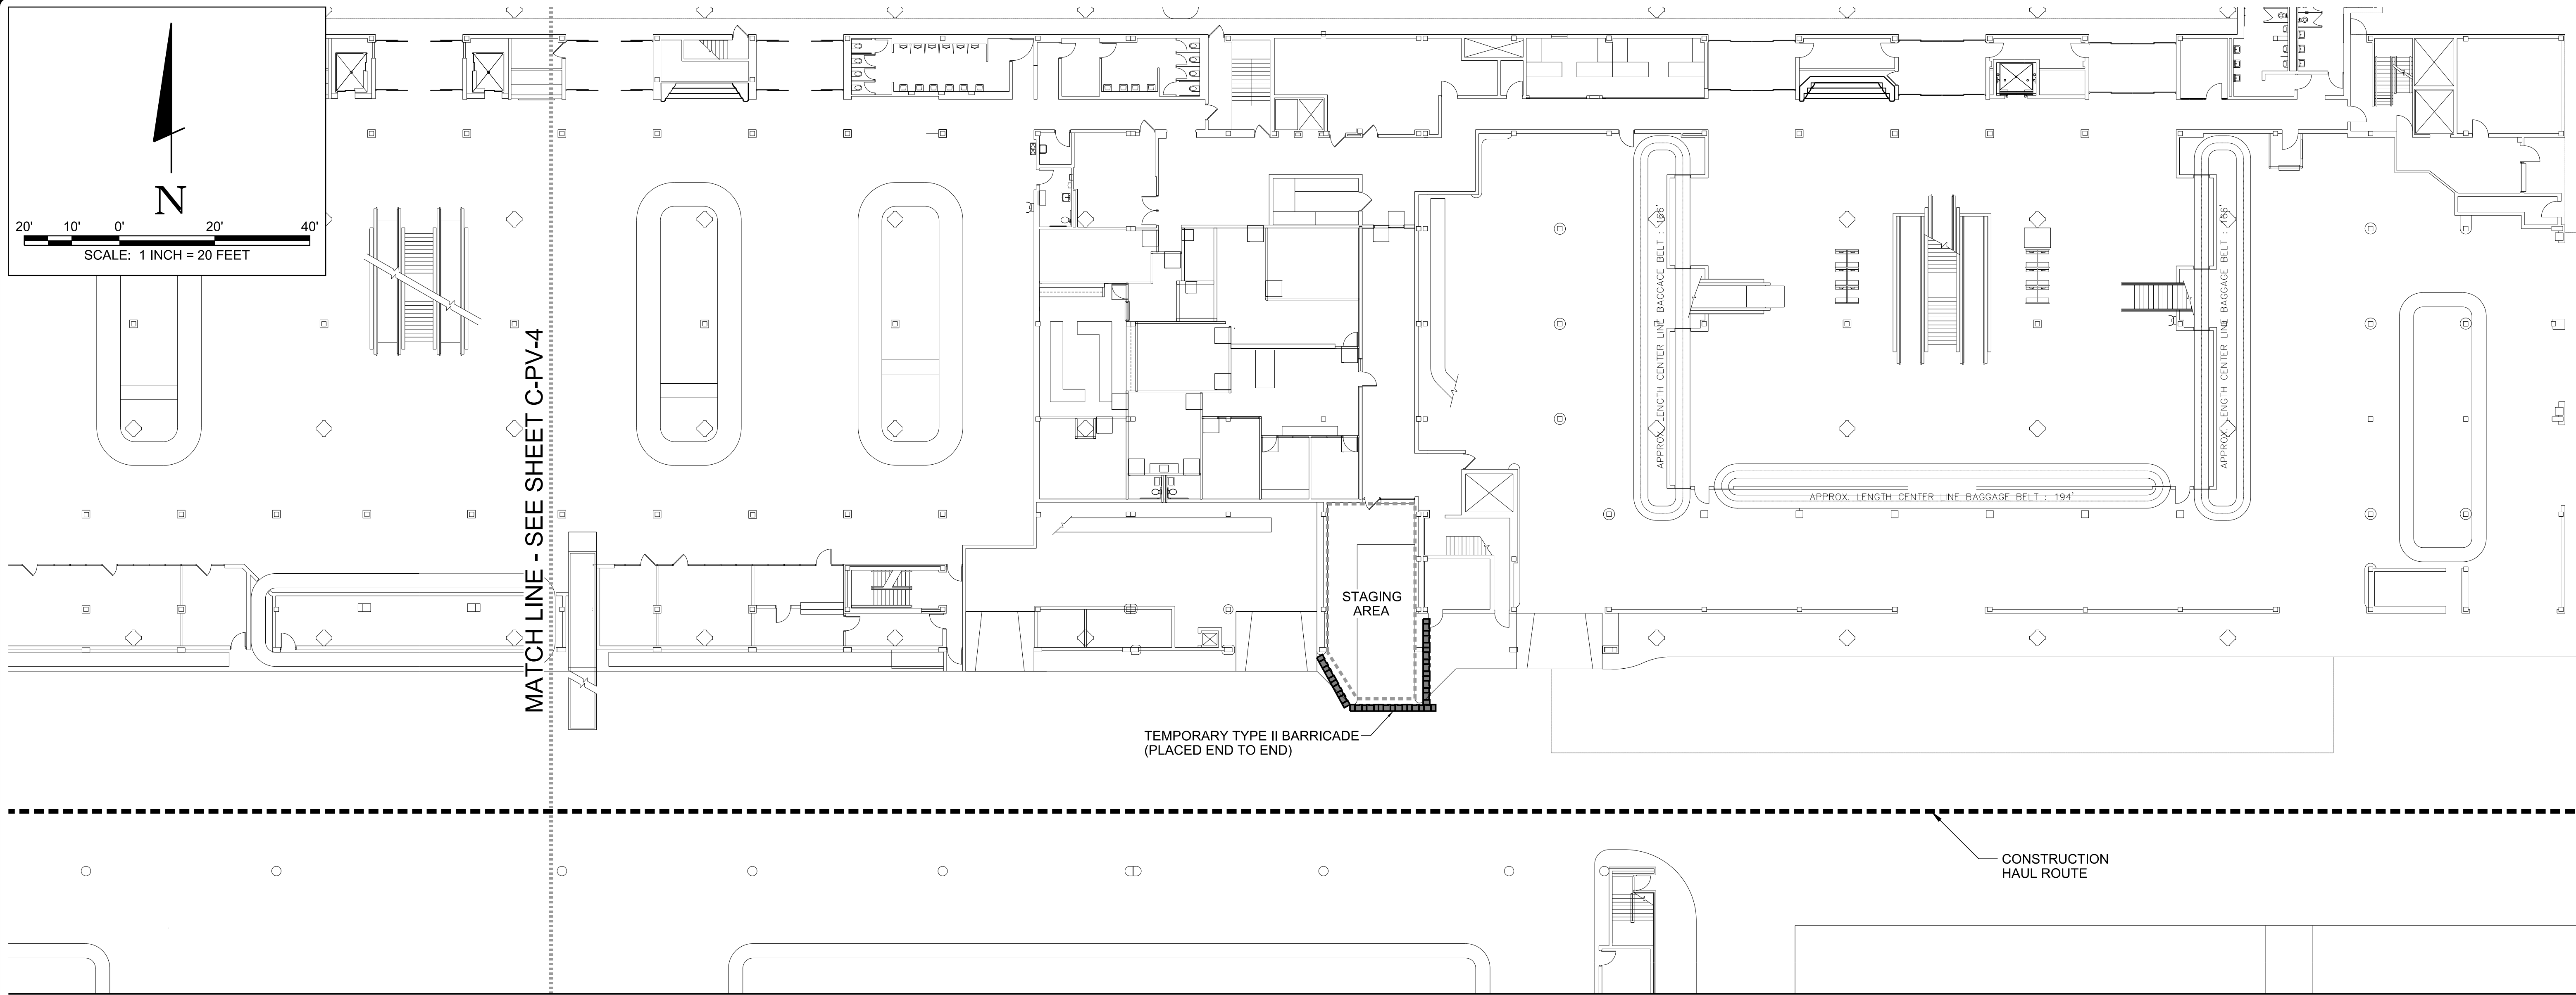 N
20' 10' 0' 20' 40'
SCALE: 1 INCH = 20 FEET
MATCH LINE - SEE SHEET C-PV-4
APPROX. LENGTH CENTER LINE BAGGAGE BELT : 166'
APPROX. LENGTH CENTER LINE BAGGAGE BELT : 166'
APPROX. LENGTH CENTER LINE BAGGAGE BELT : 194'
STAGING
AREA
TEMPORARY TYPE II BARRICADE
(PLACED END TO END)
CONSTRUCTION
HAUL ROUTE